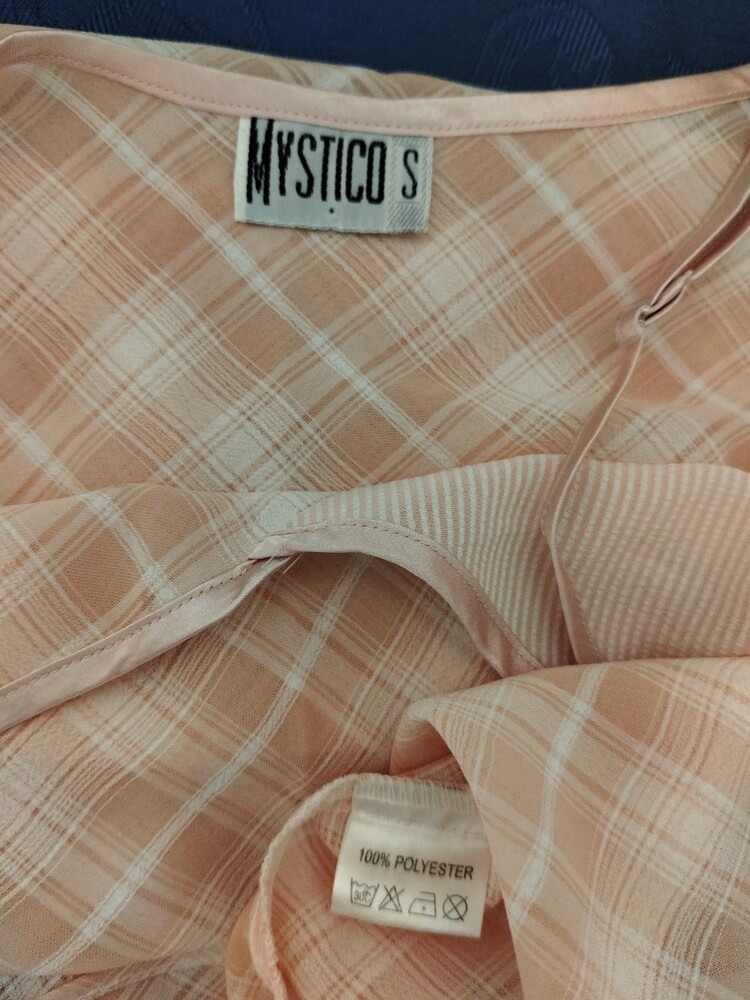 MYSTICO S
100% POLYESTER
30°